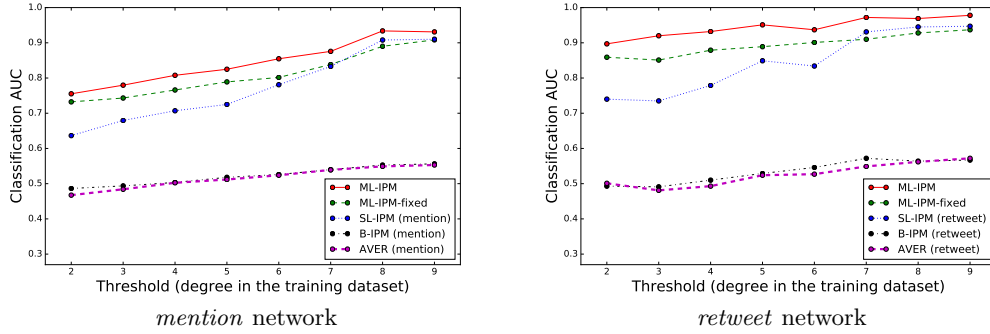 1.0
0.9
0.8
0.7
0.6
0.5
0.4
0.3
Classification AUC
2 3 4 5 6 7 8 9
Threshold (degree in the training dataset)
ML-IPM
ML-IPM-fixed
SL-IPM (mention)
B-IPM (mention)
AVER (mention)
mention network
1.0
0.9
0.8
0.7
0.6
0.5
0.4
0.3
Classification AUC
2 3 4 5 6 7 8 9
Threshold (degree in the training dataset)
ML-IPM
ML-IPM-fixed
SL-IPM (retweet)
B-IPM (retweet)
AVER (retweet)
retweet network